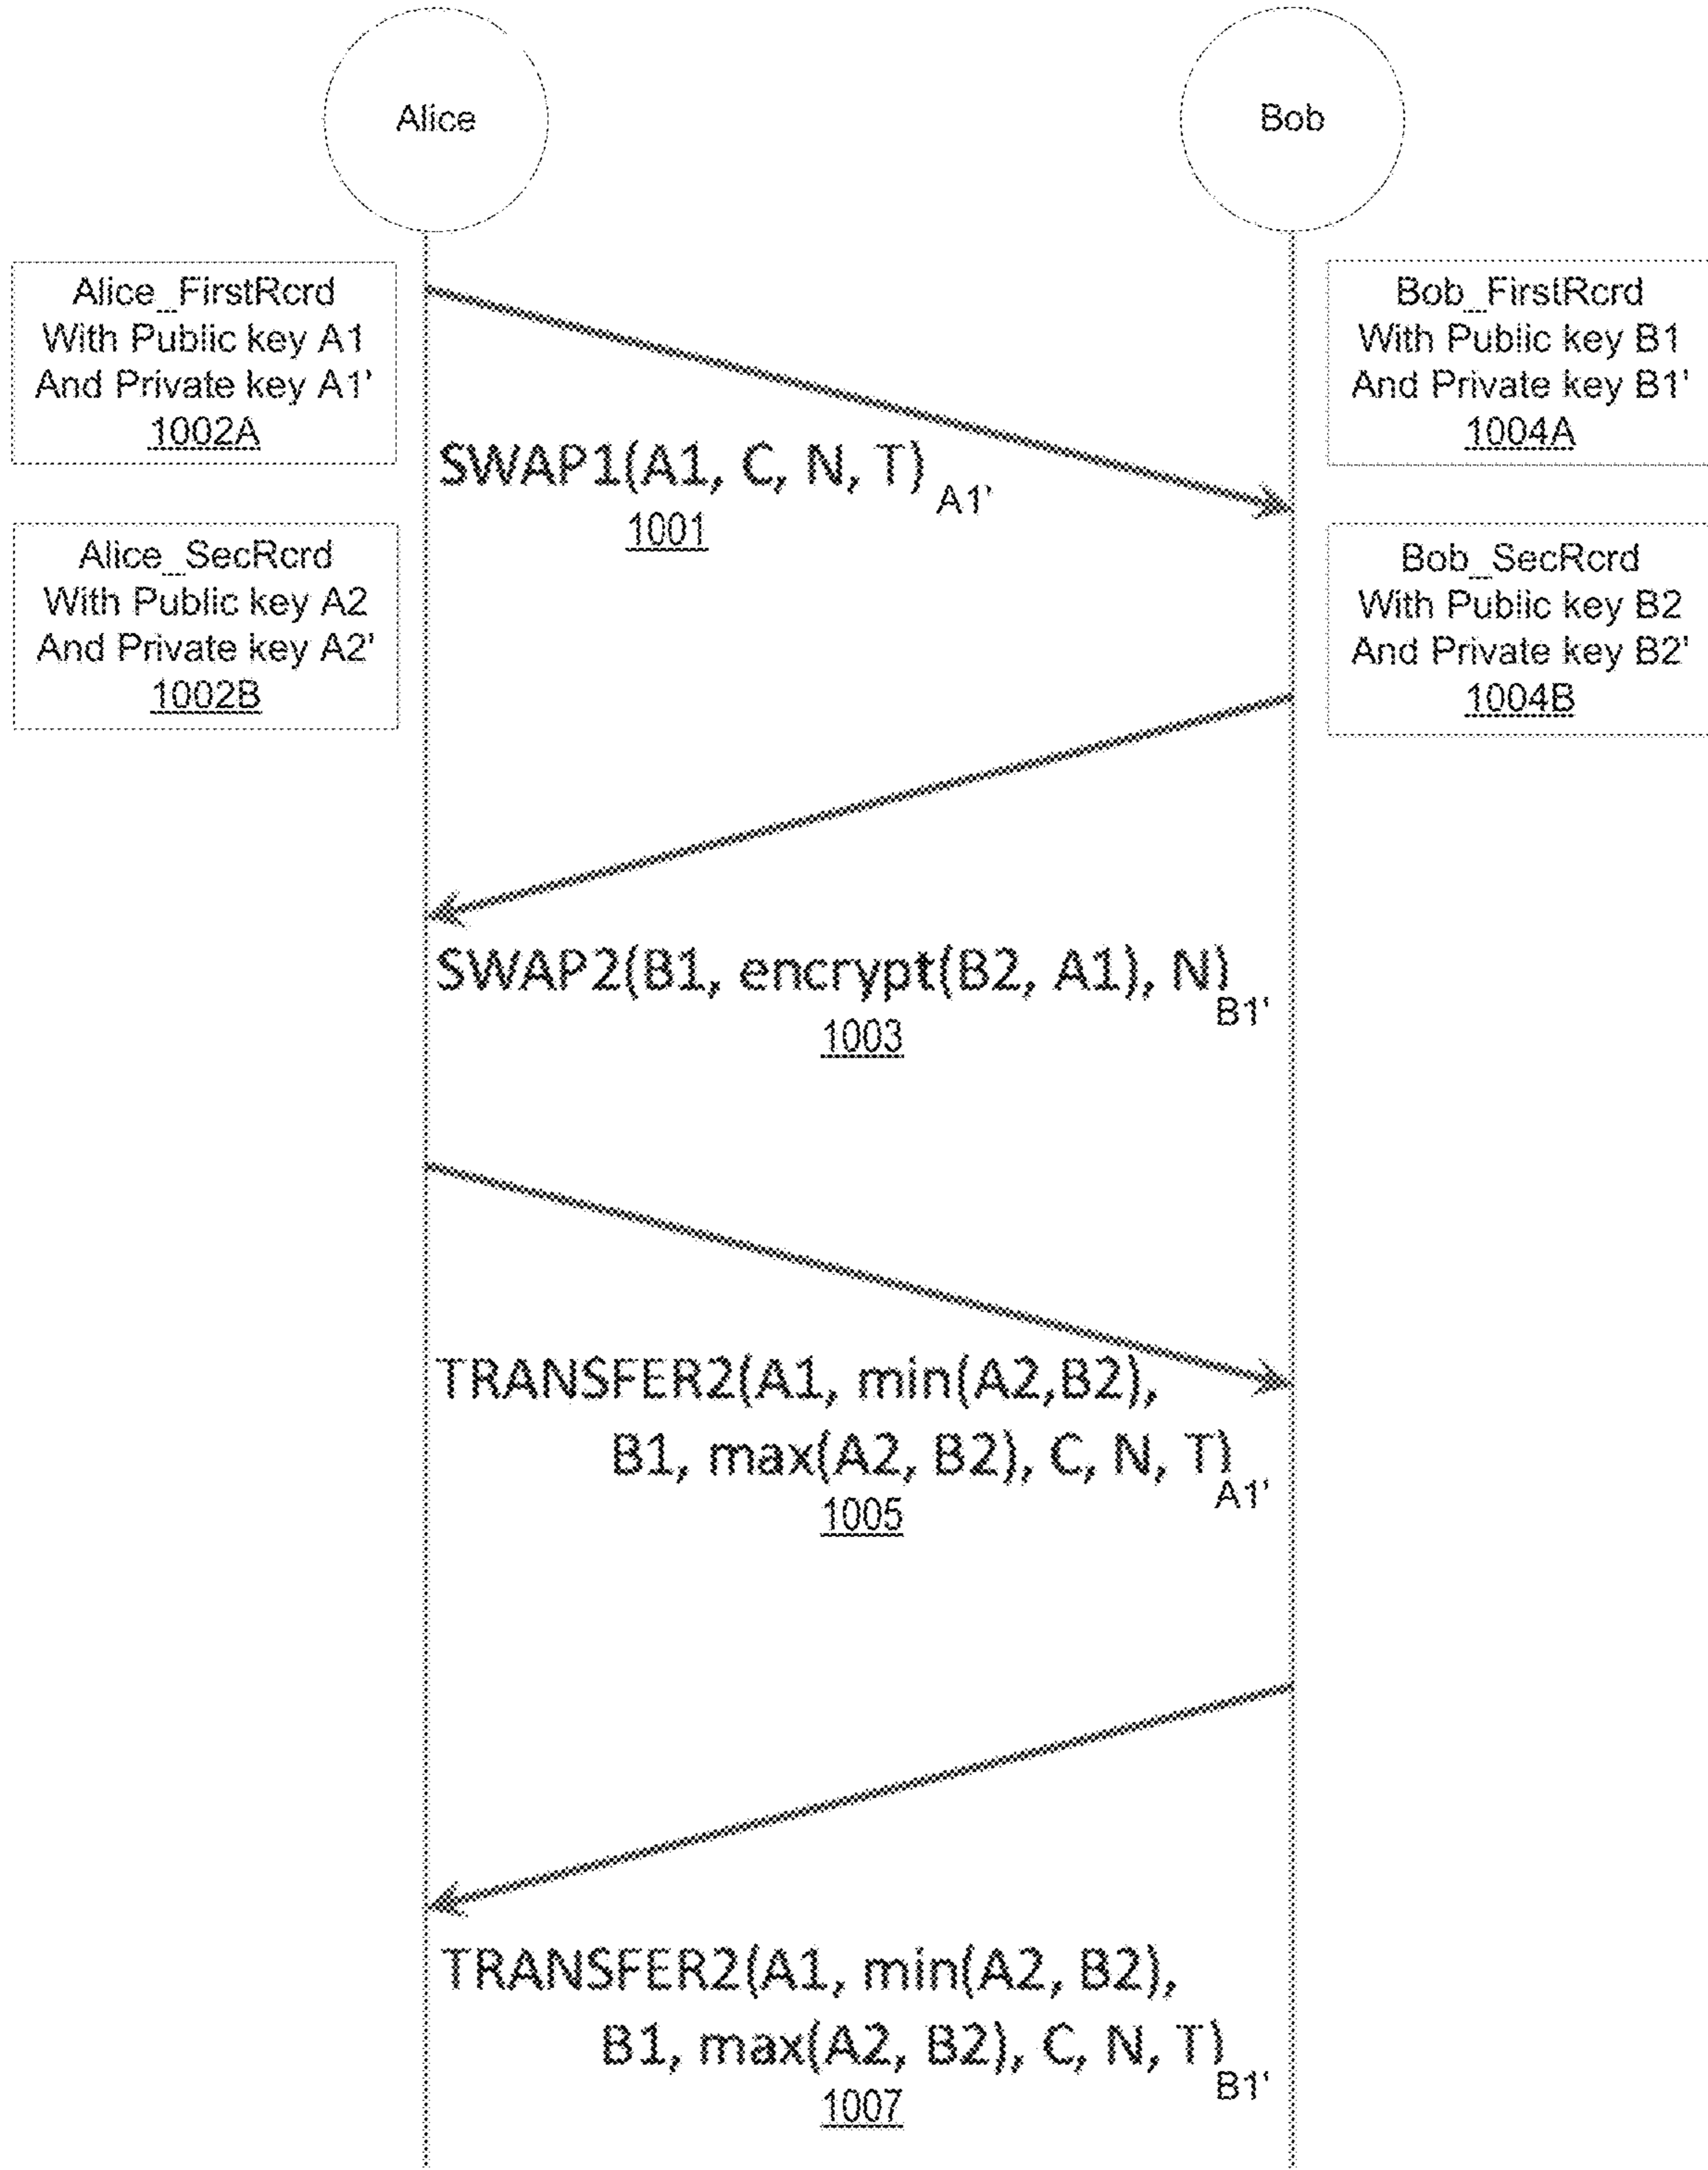 Alice
Bob
Alice_FirstRcrd
With Public key A1
And Private key A1'
1002A
Bob_FirstRcrd
With Public key B1
And Private key B1'
1004A
SWAP1(A1, C, N, T) A1'
1001
Alice_SecRcrd
With Public key A2
And Private key A2'
1002B
Bob_SecRcrd
With Public key B2
And Private key B2'
1004B
SWAP2(B1, encrypt(B2, A1), N) B1'
1003
TRANSFER2(A1, min(A2,B2),
B1, max(A2, B2), C, N, T) A1'
1005
TRANSFER2(A1, min(A2, B2),
B1, max(A2, B2), C, N, T) B1'
1007